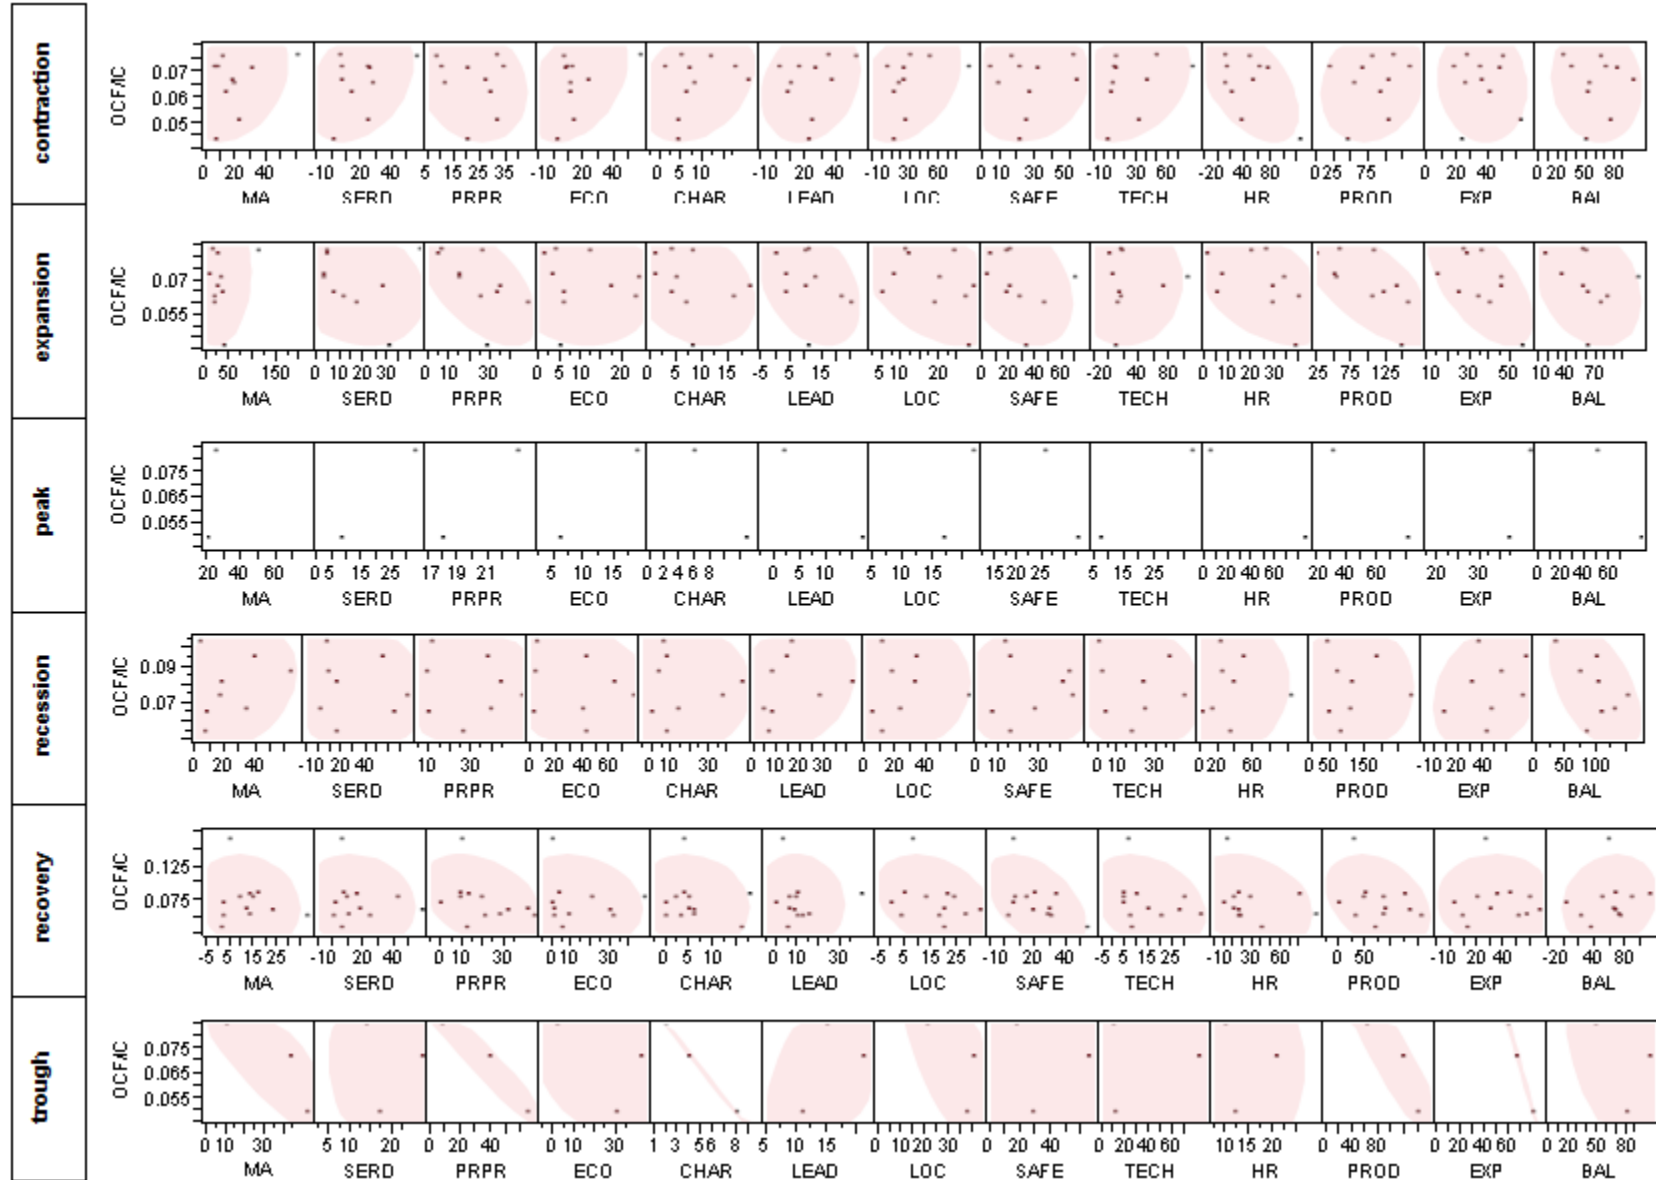 contraction
OCF/IC
0.07
0.06
0.05
0 20 40
-10 20 40
5 15 25 35
-10 20 40
0 5 10
-10 20 40
-10 30 60
0 10 30 50
-10 30 60
-20 40 80
0 25 75
0 20 40
0 20 50 80
MA SERD PRPR ECO CHAR LEAD LOC SAFE TECH HR PROD EXP BAL
expansion
OCF/IC
0.07
0.055
0 50 150
0 10 20 30
0 10 30
0 5 10 20
0 5 10 15
-5 5 15
5 10 20
0 20 40 60
-20 40 80
0 10 20 30
25 75 125
10 30 50
10 40 70
MA SERD PRPR ECO CHAR LEAD LOC SAFE TECH HR PROD EXP BAL
peak
OCF/IC
0.075
0.065
0.055
20 40 60
0 5 15 25
17 19 21
5 10 15
0 2 4 6 8
0 5 10
5 10 15
15 20 25
5 15 25
0 20 40 60
20 40 60
20 30
0 20 40 60
MA SERD PRPR ECO CHAR LEAD LOC SAFE TECH HR PROD EXP BAL
recession
OCF/IC
0.09
0.07
0 20 40
-10 20 40
10 30
0 20 40 60
0 10 30
0 10 20 30
0 20 40
0 10 30
0 10 30
0 20 60
0 50 150
-10 20 40
0 50 100
MA SERD PRPR ECO CHAR LEAD LOC SAFE TECH HR PROD EXP BAL
recovery
OCF/IC
0.125
0.075
-5 5 15 25
-10 20 40
0 10 30
0 10 30
0 5 10
0 10 30
-5 5 15 25
-10 20 40
-5 5 15 25
-10 30 60
0 50
-10 20 40
-20 40 80
MA SERD PRPR ECO CHAR LEAD LOC SAFE TECH HR PROD EXP BAL
trough
OCF/IC
0.075
0.065
0.055
0 10 30
5 10 20
0 20 40
0 10 30
1 3 5 6 8
5 10 15
0 10 20 40
0 20 40
0 20 40 60
10 15 20
0 40 80
0 20 40 60
0 20 50 80
MA SERD PRPR ECO CHAR LEAD LOC SAFE TECH HR PROD EXP BAL